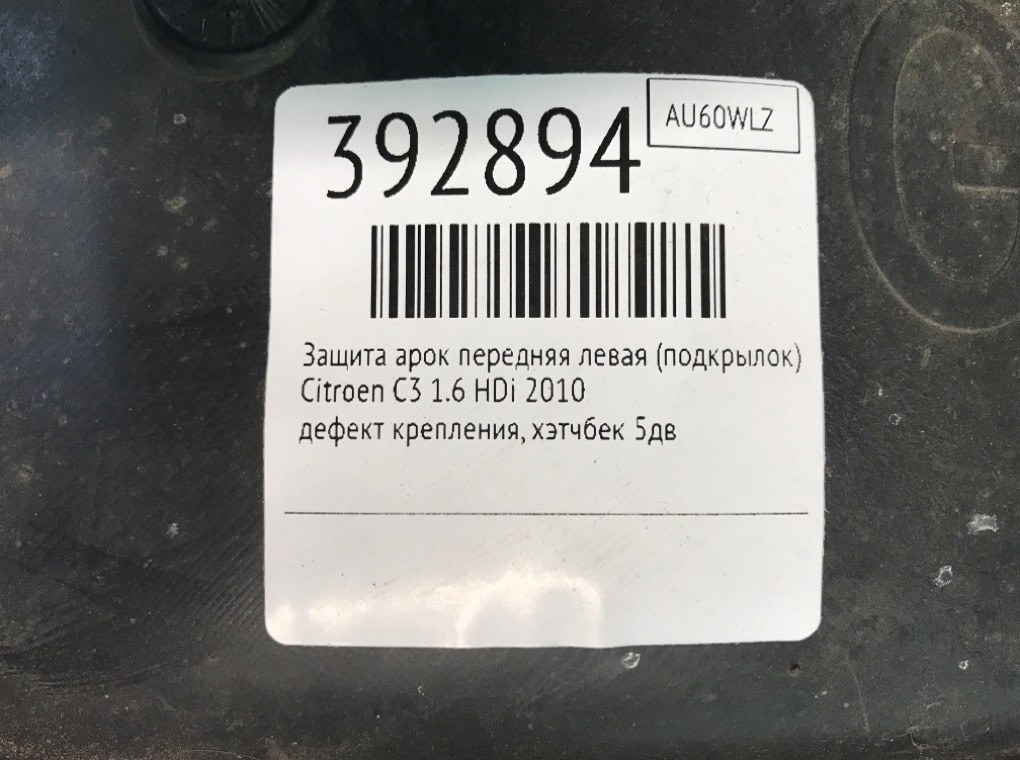 392894
AU60WLZ
Защита арок передняя левая (подкрылок)
Citroen C3 1.6 HDi 2010
дефект крепления, хэтчбек 5дв